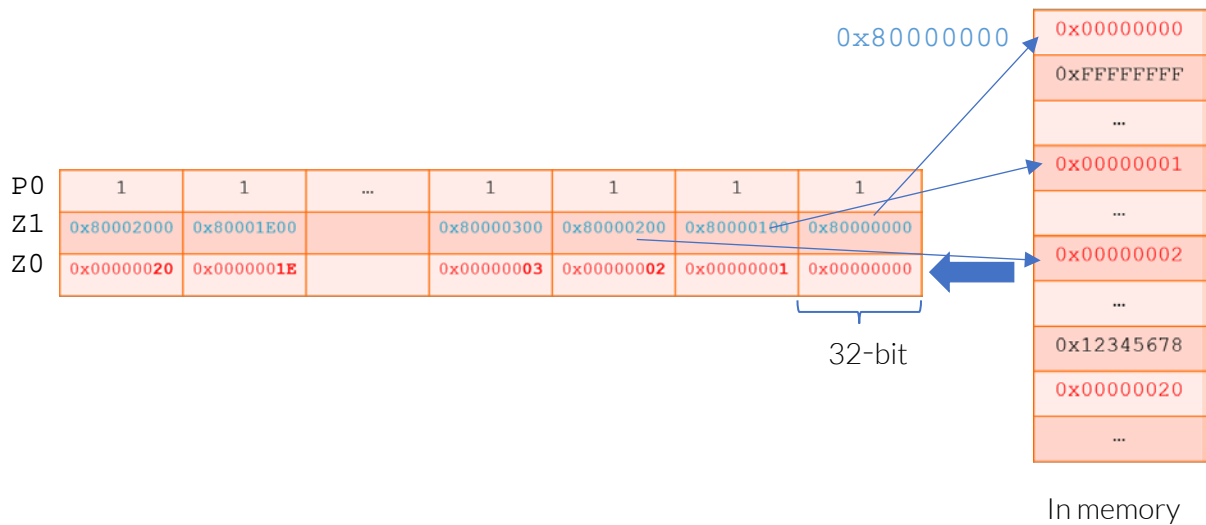 0x80000000
P0 1 1 … 1 1 1 1
Z1 0x80002000 0x80001E00 0x80000300 0x80000200 0x80000100 0x80000000
Z0 0x00000020 0x0000001E 0x00000003 0x00000002 0x00000001 0x00000000
32-bit
0x00000000
0xFFFFFFFF
…
0x00000001
…
0x00000002
…
0x12345678
0x00000020
…
In memory